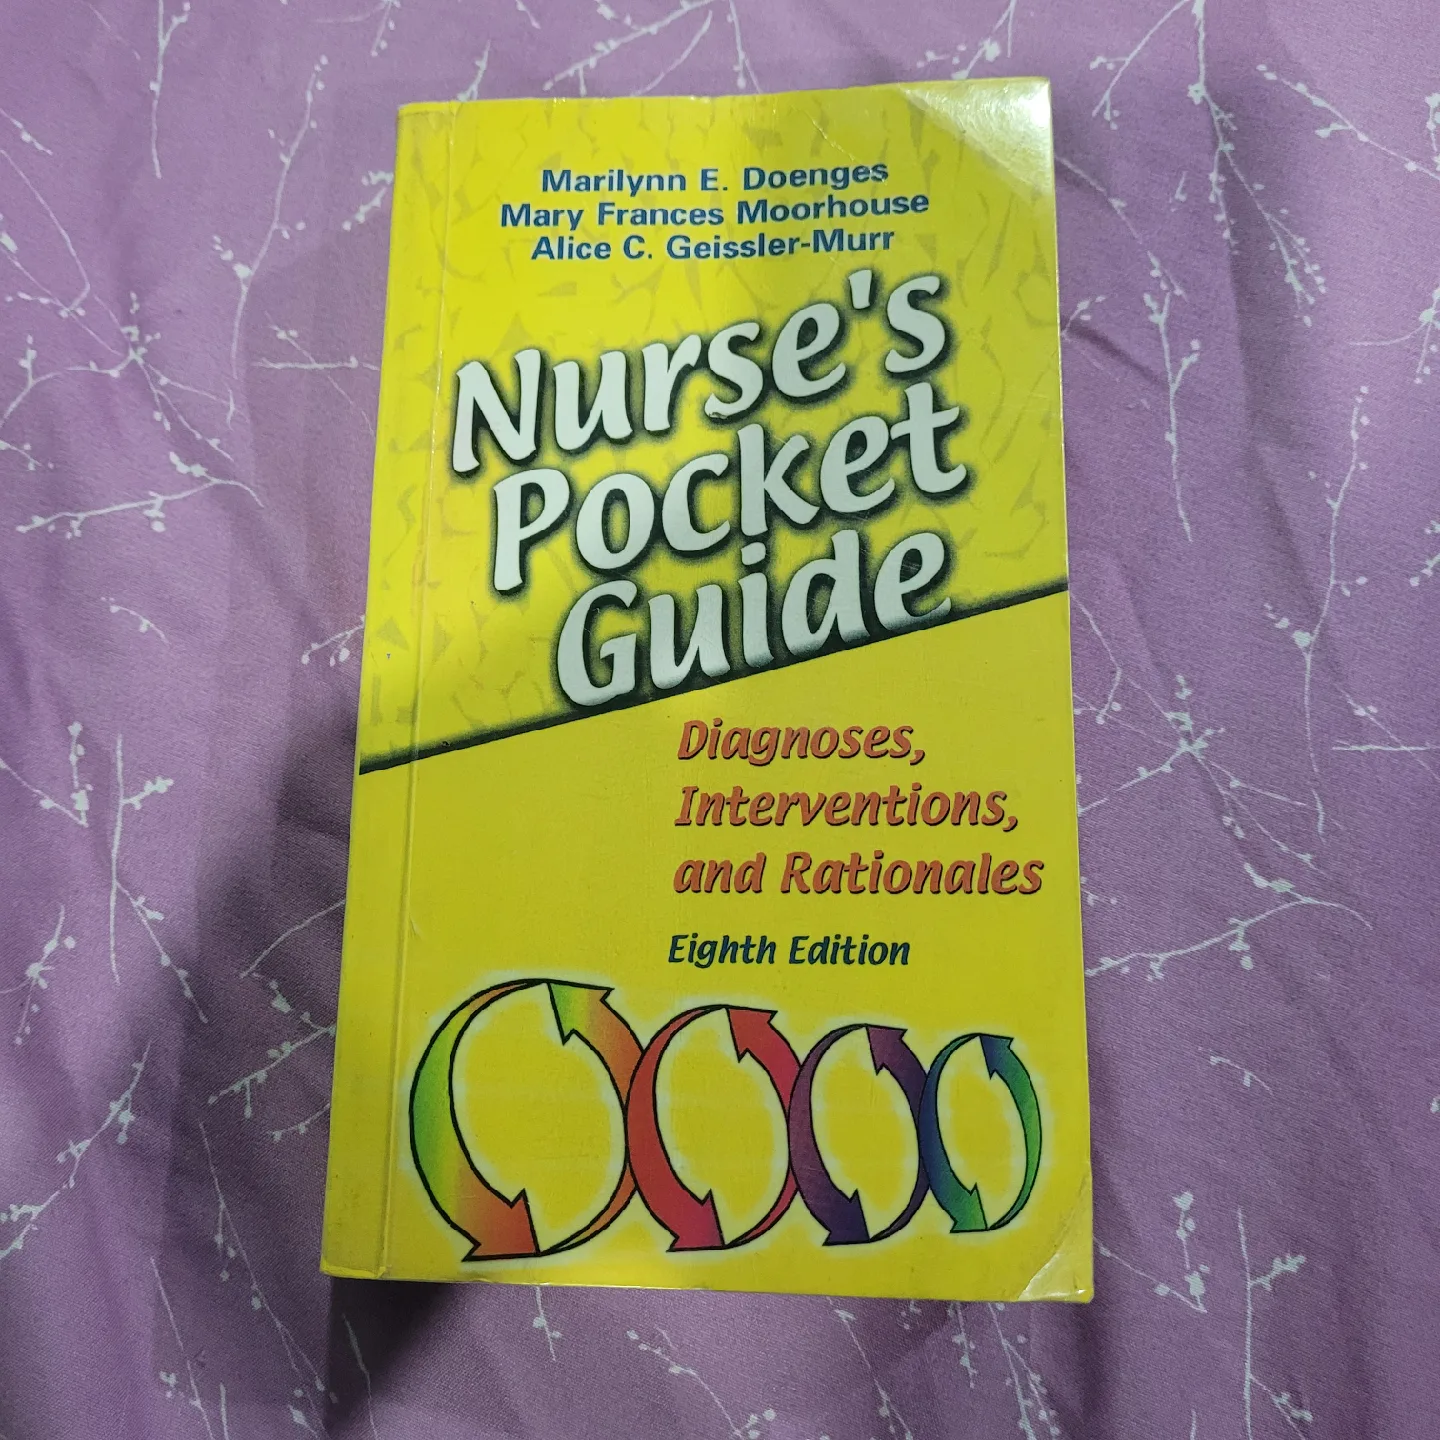 Marilynn E. Doenges
Mary Frances Moorhouse
Alice C. Geissler-Murr
Nurse's
Pocket
Guide
Diagnoses,
Interventions,
and Rationales
Eighth Edition